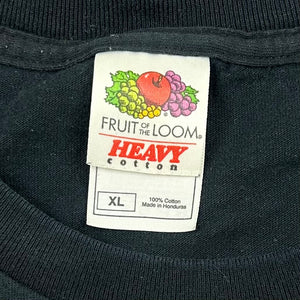 FRUIT OF THE LOOM®
HEAVY
cotton
XL
100% Cotton
Made in Honduras